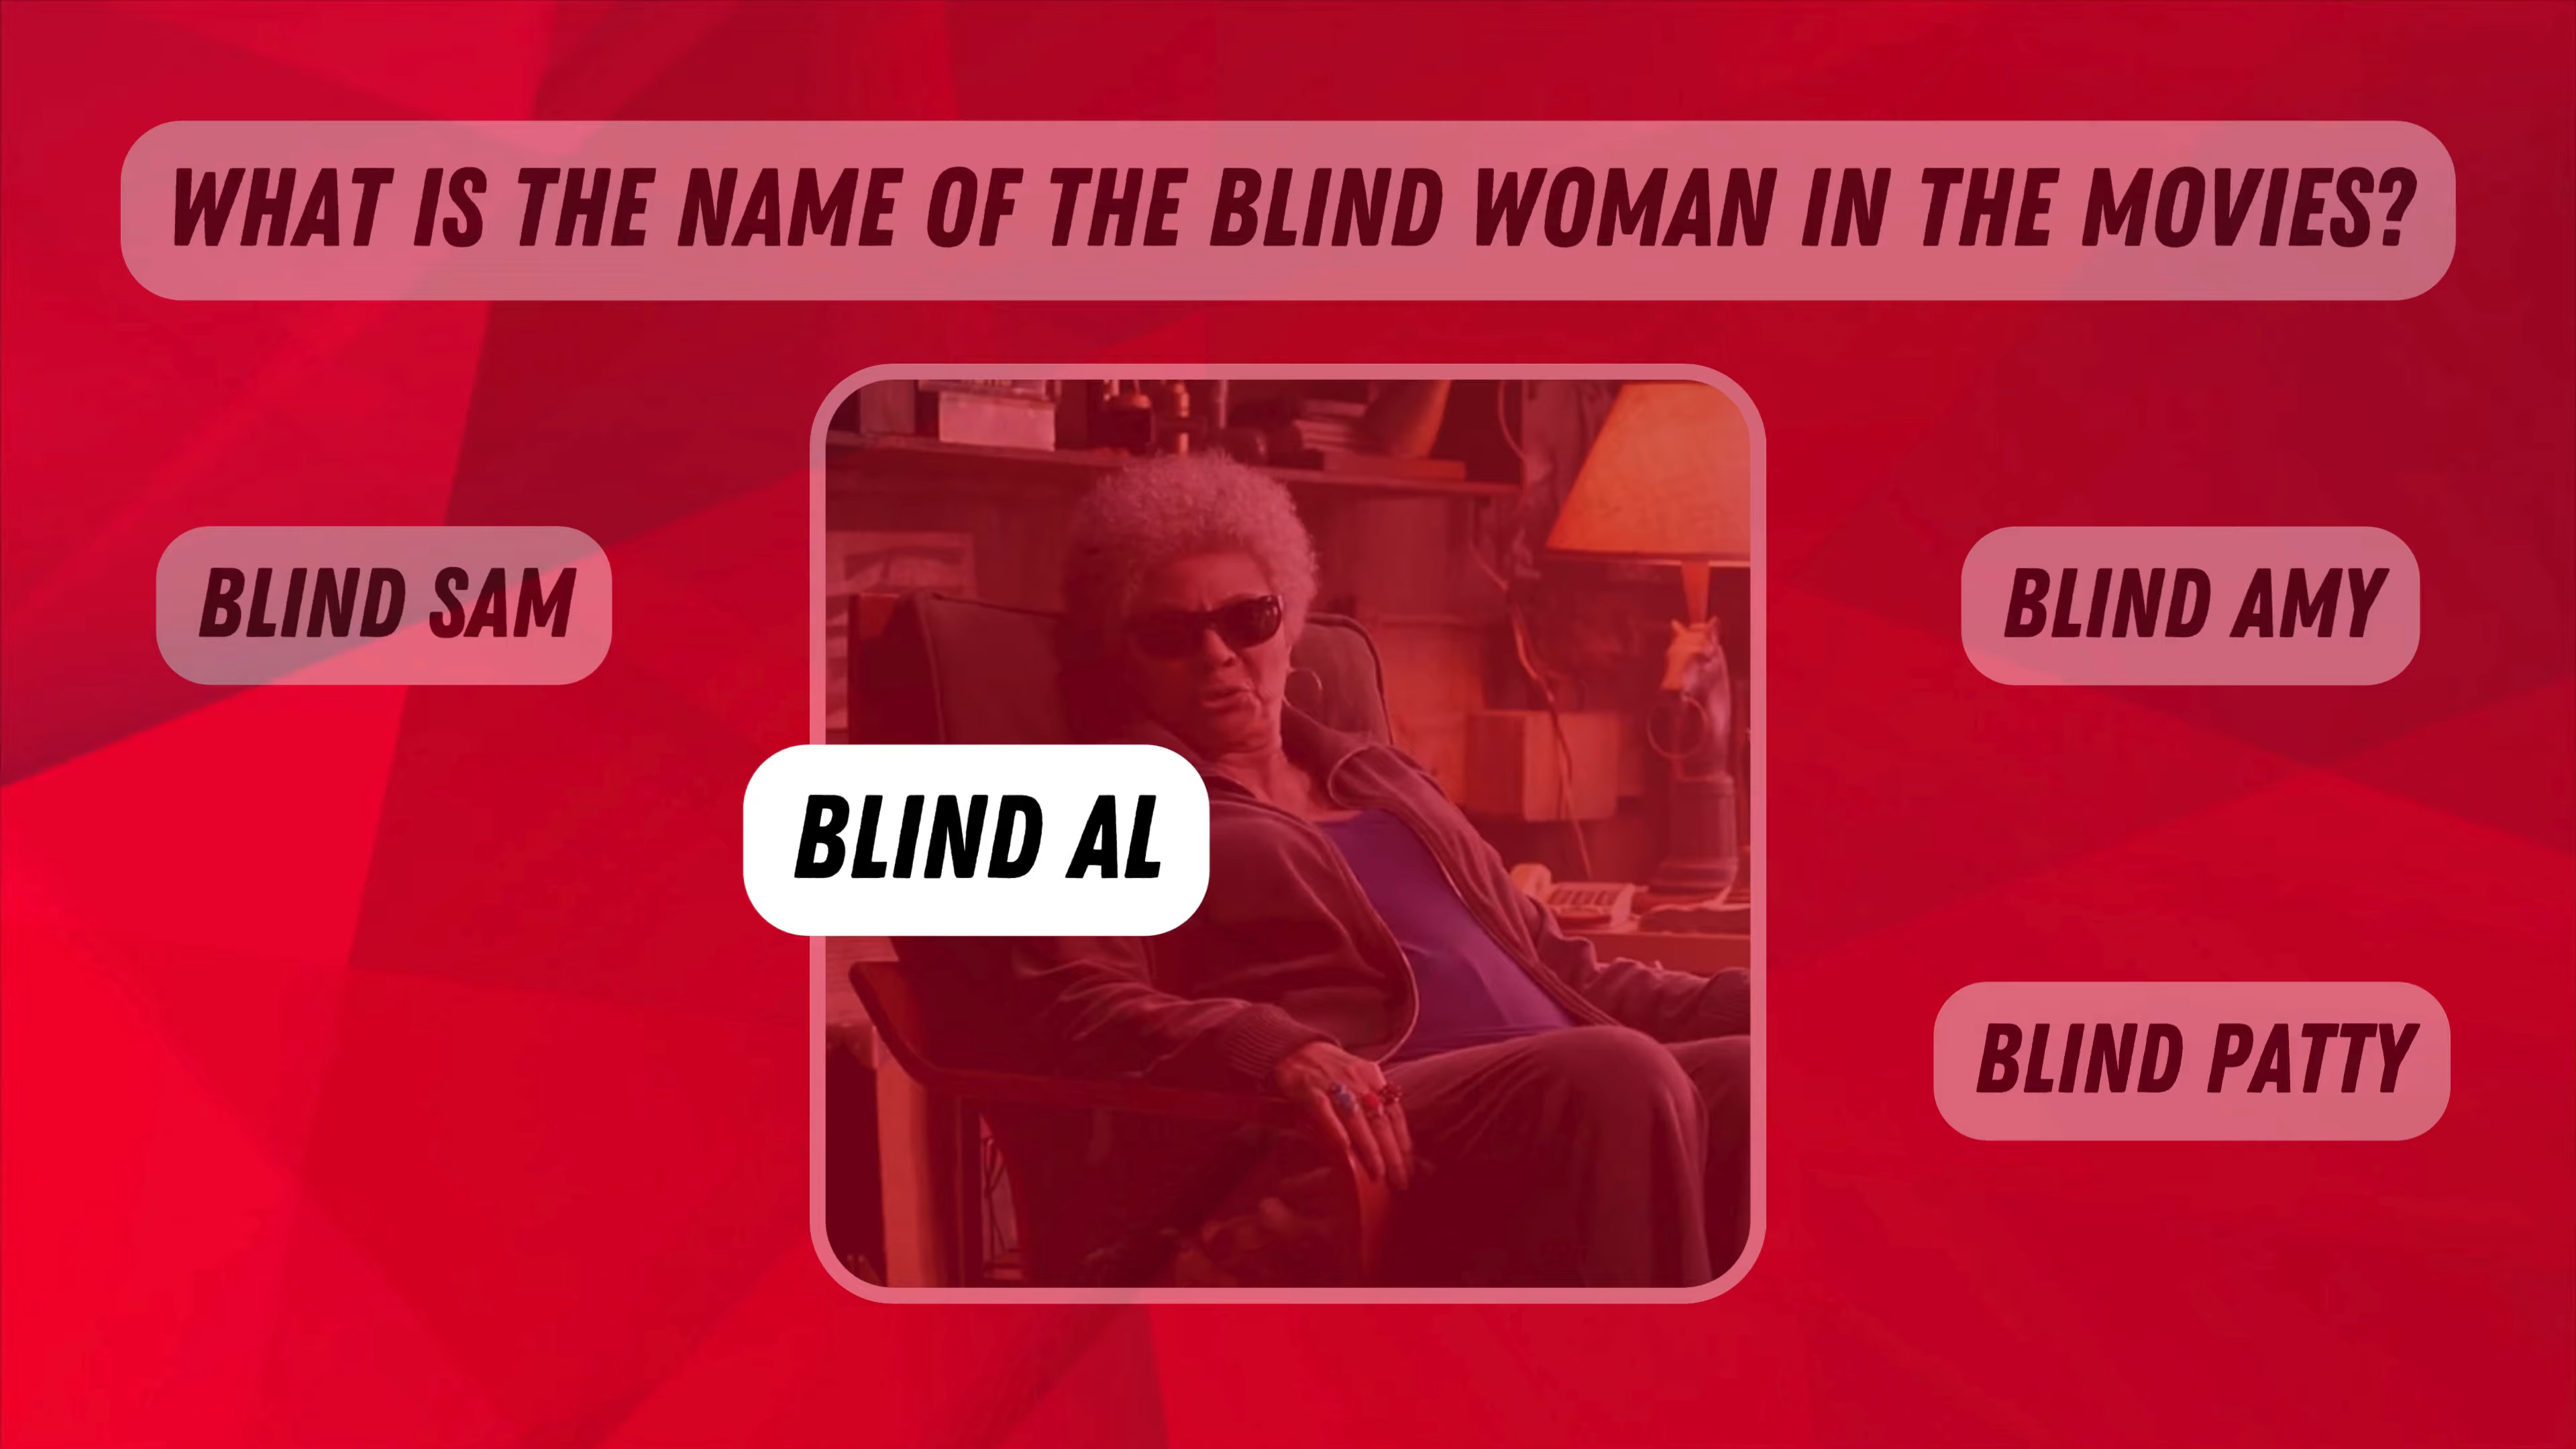 WHAT IS THE NAME OF THE BLIND WOMAN IN THE MOVIES?
BLIND SAM
BLIND AMY
BLIND AL
BLIND PATTY